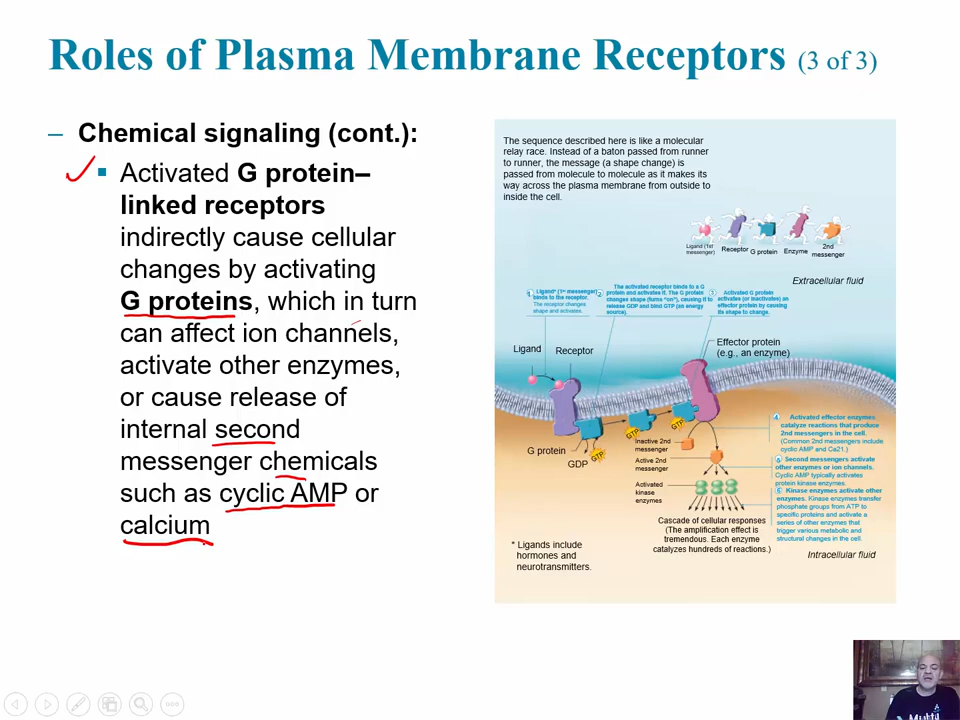 Roles of Plasma Membrane Receptors (3 of 3)
– Chemical signaling (cont.):
▪ Activated G protein–
linked receptors
indirectly cause cellular
changes by activating
G proteins, which in turn
can affect ion channels,
activate other enzymes,
or cause release of
internal second
messenger chemicals
such as cyclic AMP or
calcium
The sequence described here is like a molecular
relay race. Instead of a baton passed from runner
to runner, the message (a shape change) is
passed from molecule to molecule as it makes its
way across the plasma membrane from outside to
inside the cell.
Ligand (1st
messenger)
Receptor
G protein
Enzyme
2nd
messenger
Extracellular fluid
1 Ligand* (1st messenger)
binds to the receptor.
The receptor changes
shape and activates.
2 The activated receptor binds to a G
protein and activates it. The G protein
changes shape (turns "on"), causing it to
release GDP and bind GTP (an energy
source).
3 Activated G protein
activates (or inactivates) an
effector protein by causing
its shape to change.
Ligand
Receptor
Effector protein
(e.g., an enzyme)
G protein
GDP
GTP
GTP
GTP
Inactive 2nd
messenger
Active 2nd
messenger
Activated
kinase
enzymes
4 Activated effector enzymes
catalyze reactions that produce
2nd messengers in the cell.
(Common 2nd messengers include
cyclic AMP and Ca21.)
5 Second messengers activate
other enzymes or ion channels.
Cyclic AMP typically activates
protein kinase enzymes.
6 Kinase enzymes activate other
enzymes. Kinase enzymes transfer
phosphate groups from ATP to
specific proteins and activate a
series of other enzymes that
trigger various metabolic and
structural changes in the cell.
Cascade of cellular responses
(The amplification effect is
tremendous. Each enzyme
catalyzes hundreds of reactions.)
* Ligands include
hormones and
neurotransmitters.
Intracellular fluid